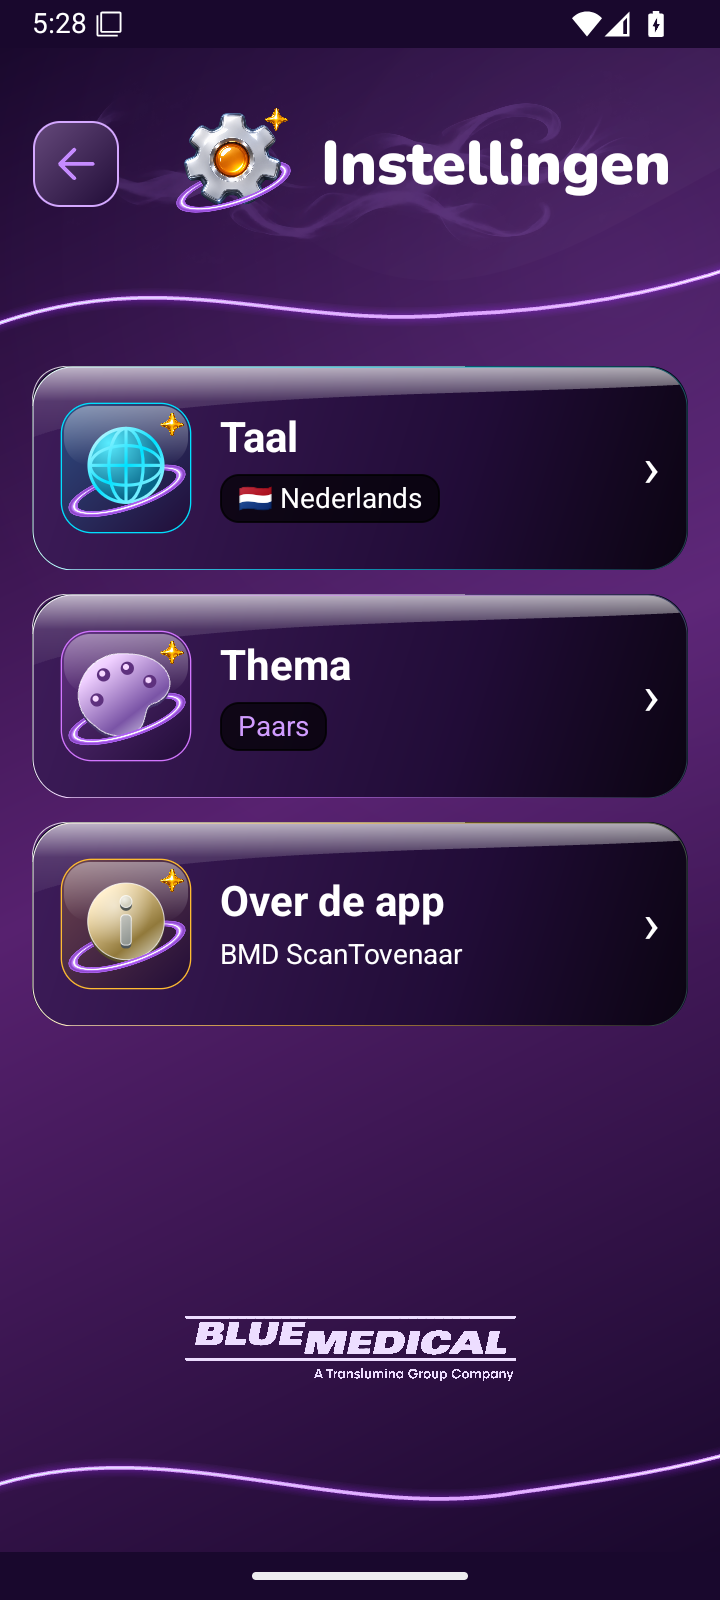 5:28
Instellingen
Taal
🇳🇱 Nederlands
Thema
Paars
Over de app
BMD ScanTovenaar
BLUEMEDICAL
A Translumina Group Company